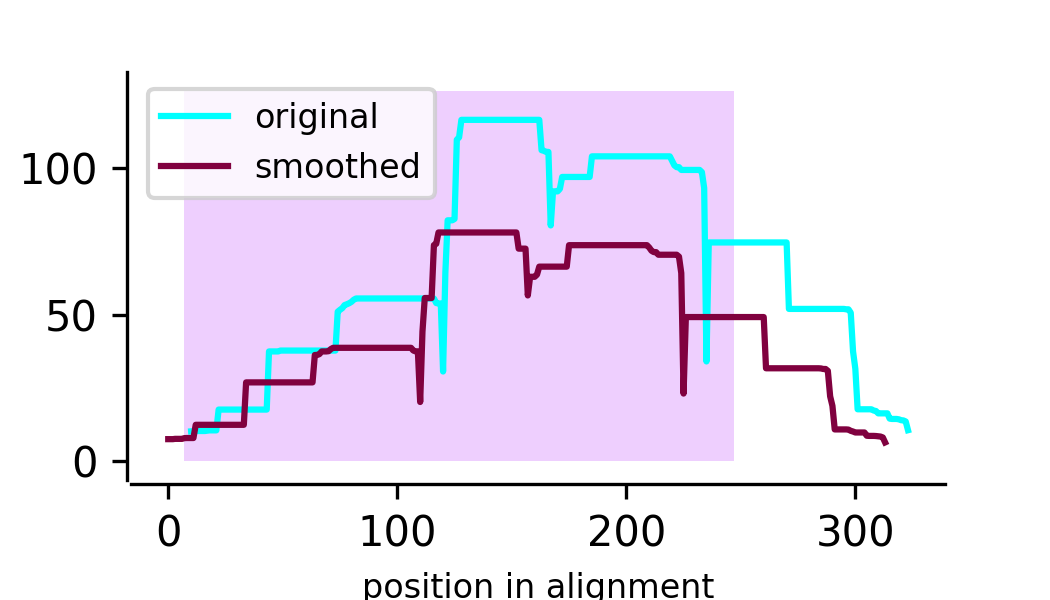 original
smoothed
100
50
0
0 100 200 300
position in alignment